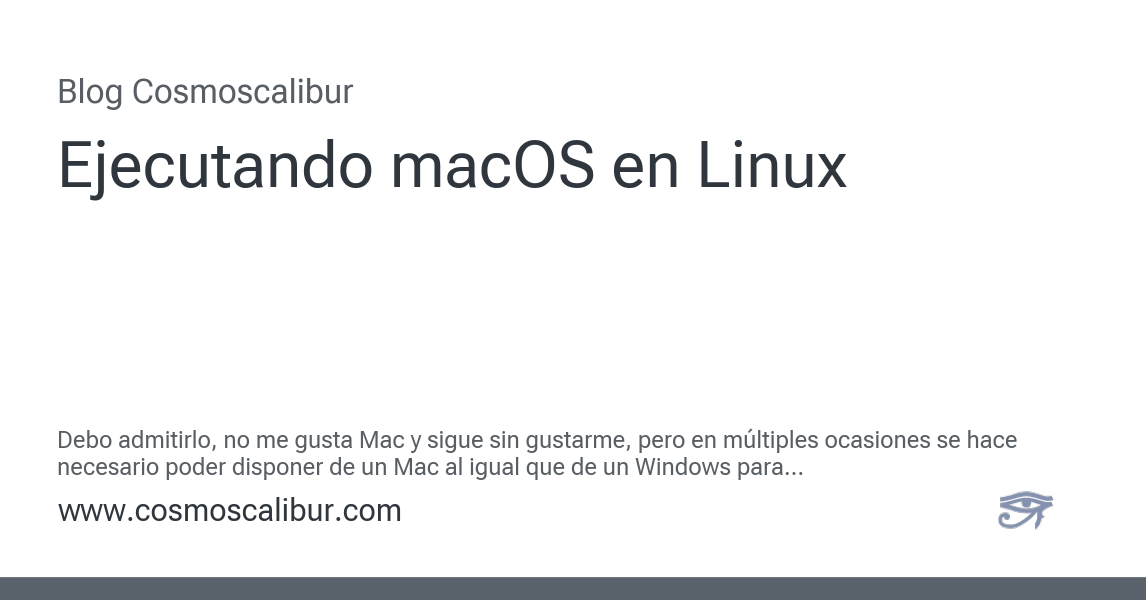 Blog Cosmoscalibur
Ejecutando macOS en Linux
Debo admitirlo, no me gusta Mac y sigue sin gustarme, pero en múltiples ocasiones se hace
necesario poder disponer de un Mac al igual que de un Windows para...
www.cosmoscalibur.com